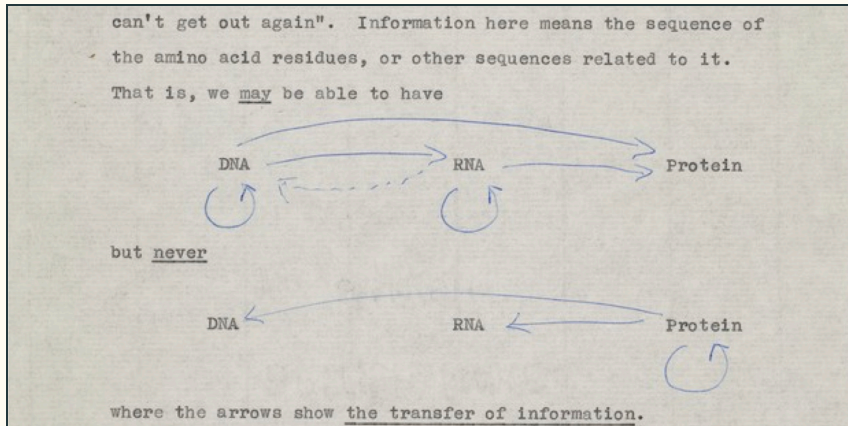 can't get out again". Information here means the sequence of
the amino acid residues, or other sequences related to it.
That is, we may be able to have
DNA RNA Protein
but never
DNA RNA Protein
where the arrows show the transfer of information.